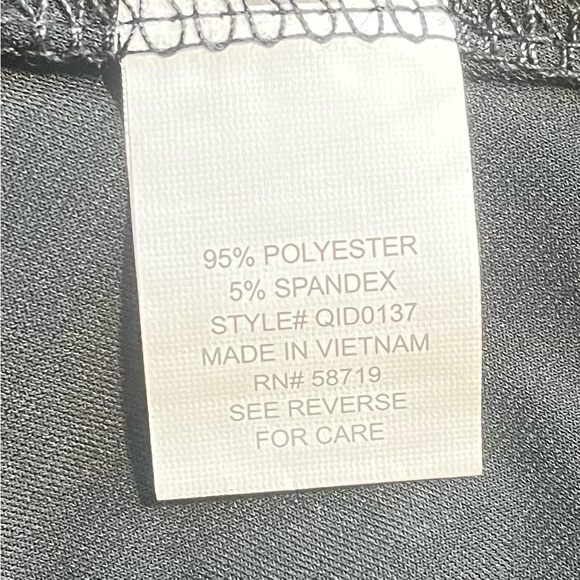 95% POLYESTER
5% SPANDEX
STYLE# QID0137
MADE IN VIETNAM
RN# 58719
SEE REVERSE
FOR CARE